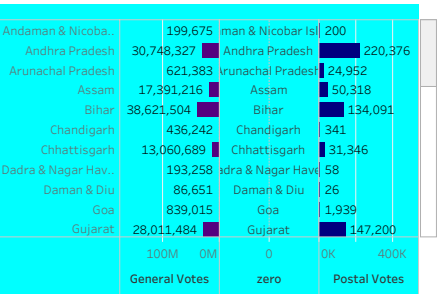 Andaman & Nicoba.. 199,675 man & Nicobar Isl 200
Andhra Pradesh 30,748,327 Andhra Pradesh 220,376
Arunachal Pradesh 621,383 Arunachal Pradesh 24,952
Assam 17,391,216 Assam 50,318
Bihar 38,621,504 Bihar 134,091
Chandigarh 436,242 Chandigarh 341
Chhattisgarh 13,060,689 Chhattisgarh 31,346
Dadra & Nagar Hav.. 193,258 adra & Nagar Have 58
Daman & Diu 86,651 Daman & Diu 26
Goa 839,015 Goa 1,939
Gujarat 28,011,484 Gujarat 147,200
100M 0M 0 0K 400K
General Votes zero Postal Votes